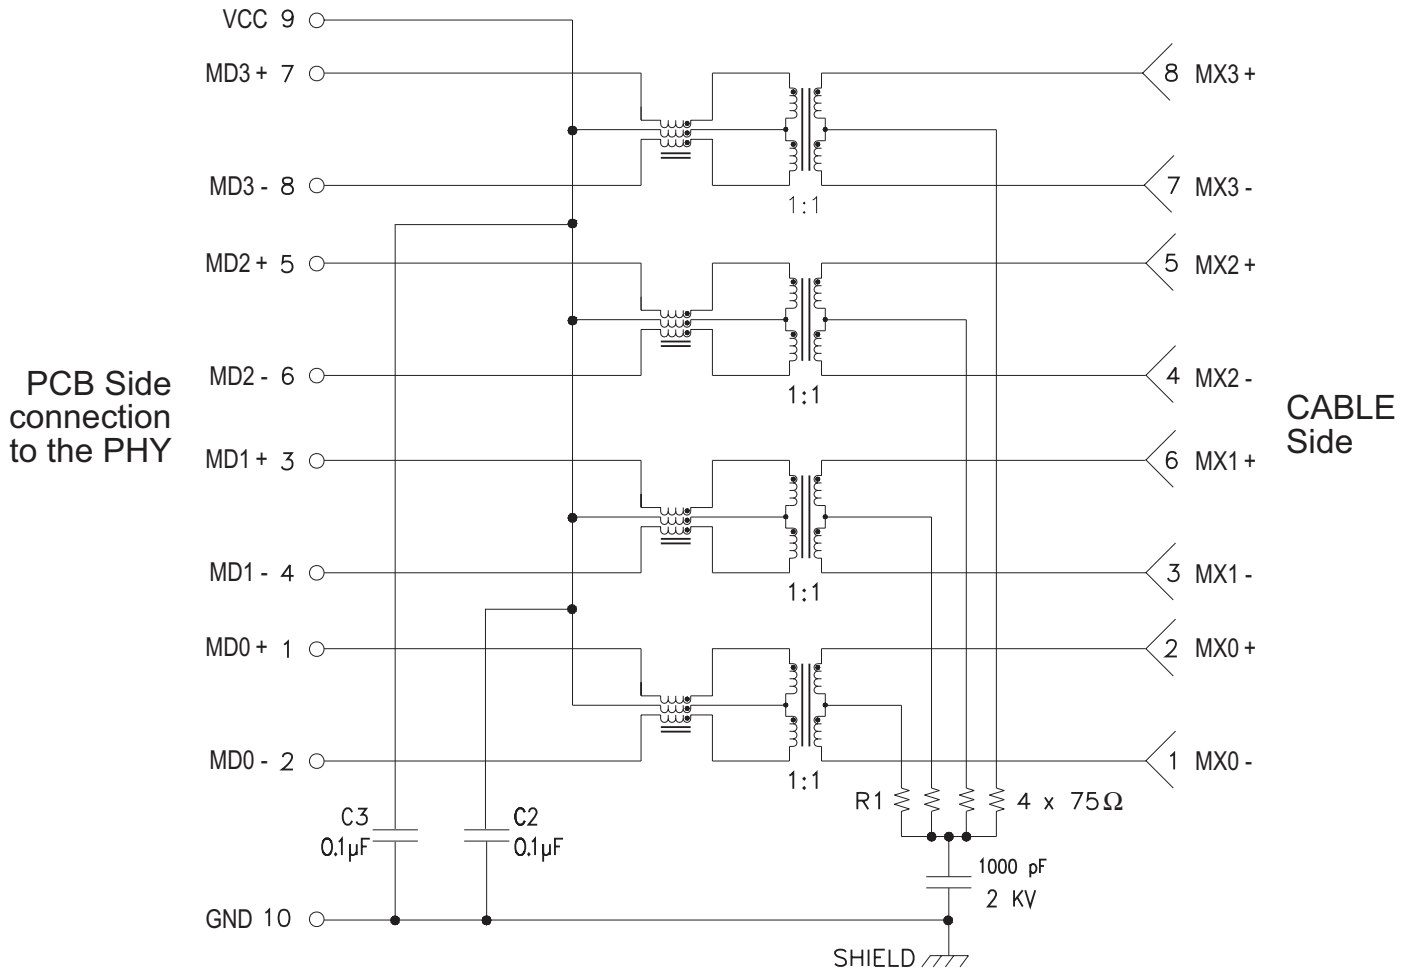 VCC 9
MD3 + 7
8 MX3 +
MD3 - 8
7 MX3 -
1:1
MD2 + 5
5 MX2 +
MD2 - 6
4 MX2 -
1:1
PCB Side
connection
to the PHY
CABLE
Side
MD1 + 3
6 MX1 +
MD1 - 4
3 MX1 -
1:1
MD0 + 1
2 MX0 +
MD0 - 2
1 MX0 -
1:1
R1
4 x 75Ω
C3
0.1µF
C2
0.1µF
1000 pF
2 KV
GND 10
SHIELD